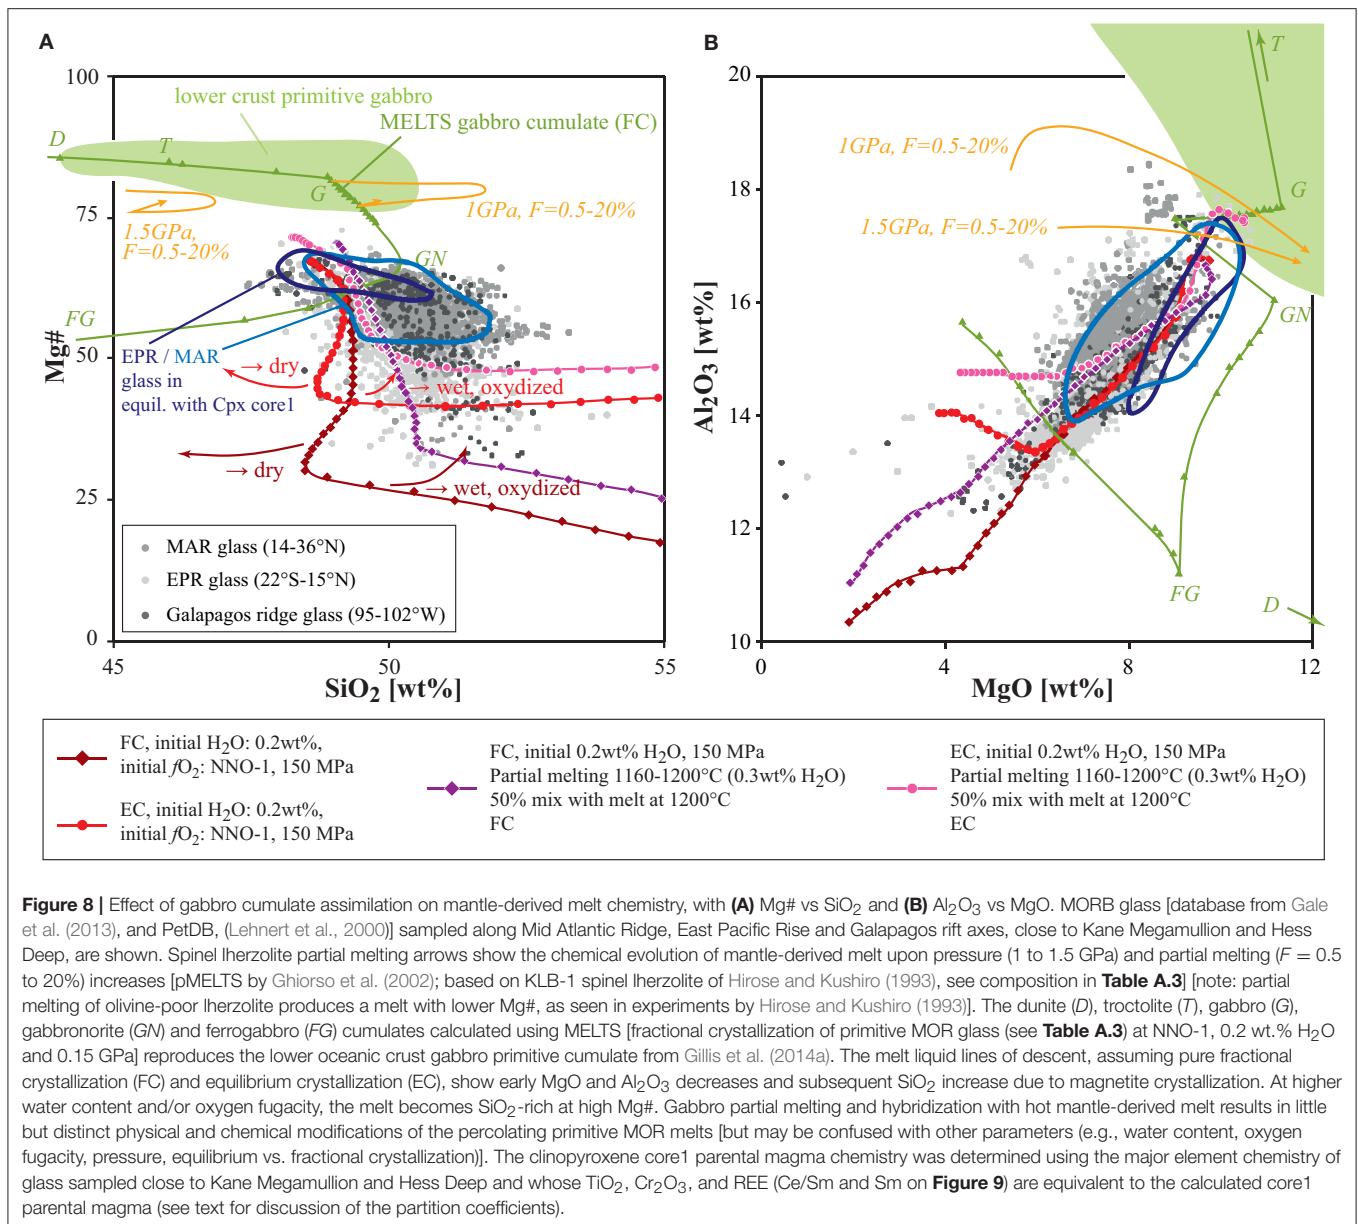 A
B
100
75
50
25
0
45
50
55
Mg#
SiO₂ [wt%]
lower crust primitive gabbro
MELTS gabbro cumulate (FC)
D
T
G
1GPa, F=0.5-20%
1.5GPa,
F=0.5-20%
GN
FG
EPR / MAR
glass in
equil. with Cpx core1
→ dry
→ wet, oxydized
→ dry
→ wet, oxydized
MAR glass (14-36°N)
EPR glass (22°S-15°N)
Galapagos ridge glass (95-102°W)
20
18
16
14
12
10
0
4
8
12
Al₂O₃ [wt%]
MgO [wt%]
T
1GPa, F=0.5-20%
G
1.5GPa, F=0.5-20%
GN
FG
D
FC, initial H₂O: 0.2wt%,
initial fO₂: NNO-1, 150 MPa
EC, initial H₂O: 0.2wt%,
initial fO₂: NNO-1, 150 MPa
FC, initial 0.2wt% H₂O, 150 MPa
Partial melting 1160-1200°C (0.3wt% H₂O)
50% mix with melt at 1200°C
FC
EC, initial 0.2wt% H₂O, 150 MPa
Partial melting 1160-1200°C (0.3wt% H₂O)
50% mix with melt at 1200°C
EC
Figure 8 | Effect of gabbro cumulate assimilation on mantle-derived melt chemistry, with (A) Mg# vs SiO₂ and (B) Al₂O₃ vs MgO. MORB glass [database from Gale
et al. (2013), and PetDB, (Lehnert et al., 2000)] sampled along Mid Atlantic Ridge, East Pacific Rise and Galapagos rift axes, close to Kane Megamullion and Hess
Deep, are shown. Spinel lherzolite partial melting arrows show the chemical evolution of mantle-derived melt upon pressure (1 to 1.5 GPa) and partial melting (F = 0.5
to 20%) increases [pMELTS by Ghiorso et al. (2002); based on KLB-1 spinel lherzolite of Hirose and Kushiro (1993), see composition in Table A.3] [note: partial
melting of olivine-poor lherzolite produces a melt with lower Mg#, as seen in experiments by Hirose and Kushiro (1993)]. The dunite (D), troctolite (T), gabbro (G),
gabbronorite (GN) and ferrogabbro (FG) cumulates calculated using MELTS [fractional crystallization of primitive MOR glass (see Table A.3) at NNO-1, 0.2 wt.% H₂O
and 0.15 GPa] reproduces the lower oceanic crust gabbro primitive cumulate from Gillis et al. (2014a). The melt liquid lines of descent, assuming pure fractional
crystallization (FC) and equilibrium crystallization (EC), show early MgO and Al₂O₃ decreases and subsequent SiO₂ increase due to magnetite crystallization. At higher
water content and/or oxygen fugacity, the melt becomes SiO₂-rich at high Mg#. Gabbro partial melting and hybridization with hot mantle-derived melt results in little
but distinct physical and chemical modifications of the percolating primitive MOR melts [but may be confused with other parameters (e.g., water content, oxygen
fugacity, pressure, equilibrium vs. fractional crystallization)]. The clinopyroxene core1 parental magma chemistry was determined using the major element chemistry of
glass sampled close to Kane Megamullion and Hess Deep and whose TiO₂, Cr₂O₃, and REE (Ce/Sm and Sm on Figure 9) are equivalent to the calculated core1
parental magma (see text for discussion of the partition coefficients).